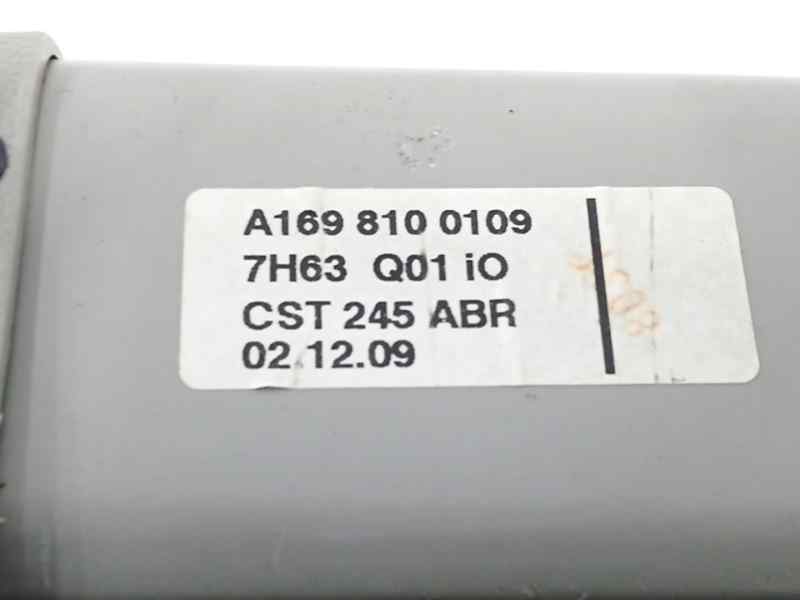 A169 810 0109
7H63 Q01 iO
CST 245 ABR
02.12.09